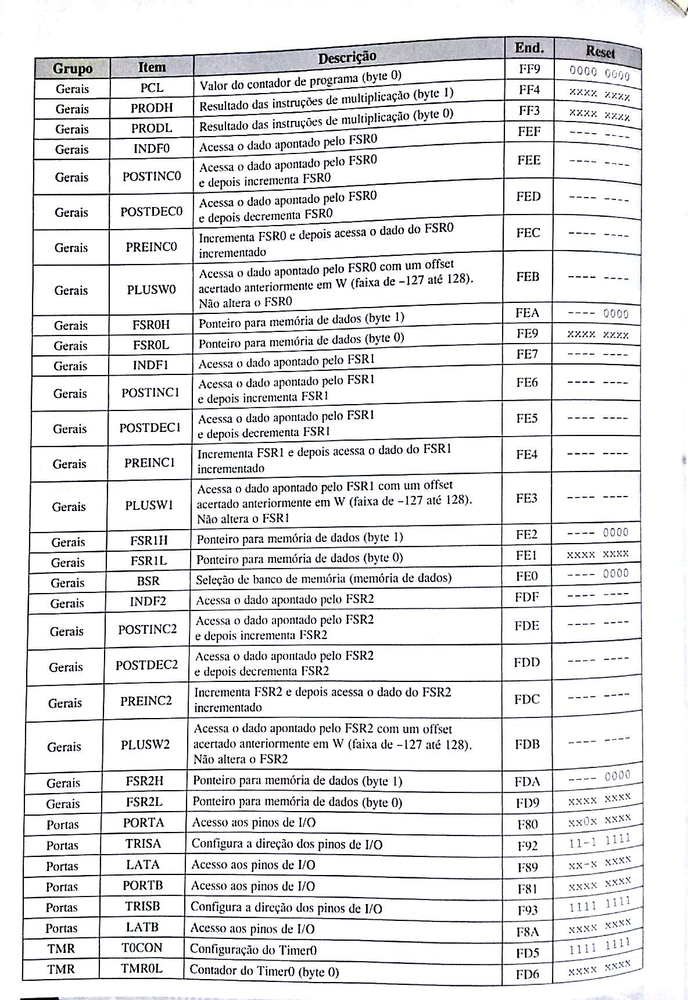 Grupo Item Descrição End. Reset
Gerais PCL Valor do contador de programa (byte 0) FF9 0000 0000
Gerais PRODH Resultado das instruções de multiplicação (byte 1) FF4 xxxx xxxx
Gerais PRODL Resultado das instruções de multiplicação (byte 0) FF3 xxxx xxxx
Gerais INDF0 Acessa o dado apontado pelo FSR0 FEF ---- ----
Gerais POSTINC0 Acessa o dado apontado pelo FSR0
e depois incrementa FSR0 FEE ---- ----
Gerais POSTDEC0 Acessa o dado apontado pelo FSR0
e depois decrementa FSR0 FED ---- ----
Gerais PREINC0 Incrementa FSR0 e depois acessa o dado do FSR0
incrementado FEC ---- ----
Gerais PLUSW0 Acessa o dado apontado pelo FSR0 com um offset
acertado anteriormente em W (faixa de –127 até 128). FEB ---- ----
Não altera o FSR0
Gerais FSR0H Ponteiro para memória de dados (byte 1) FEA ---- 0000
Gerais FSR0L Ponteiro para memória de dados (byte 0) FE9 xxxx xxxx
Gerais INDF1 Acessa o dado apontado pelo FSR1 FE7 ---- ----
Gerais POSTINC1 Acessa o dado apontado pelo FSR1
e depois incrementa FSR1 FE6 ---- ----
Gerais POSTDEC1 Acessa o dado apontado pelo FSR1
e depois decrementa FSR1 FE5 ---- ----
Gerais PREINC1 Incrementa FSR1 e depois acessa o dado do FSR1
incrementado FE4 ---- ----
Gerais PLUSW1 Acessa o dado apontado pelo FSR1 com um offset
acertado anteriormente em W (faixa de –127 até 128). FE3 ---- ----
Não altera o FSR1
Gerais FSR1H Ponteiro para memória de dados (byte 1) FE2 ---- 0000
Gerais FSR1L Ponteiro para memória de dados (byte 0) FE1 xxxx xxxx
Gerais BSR Seleção de banco de memória (memória de dados) FE0 ---- 0000
Gerais INDF2 Acessa o dado apontado pelo FSR2 FDF ---- ----
Gerais POSTINC2 Acessa o dado apontado pelo FSR2
e depois incrementa FSR2 FDE ---- ----
Gerais POSTDEC2 Acessa o dado apontado pelo FSR2
e depois decrementa FSR2 FDD ---- ----
Gerais PREINC2 Incrementa FSR2 e depois acessa o dado do FSR2
incrementado FDC ---- ----
Gerais PLUSW2 Acessa o dado apontado pelo FSR2 com um offset
acertado anteriormente em W (faixa de –127 até 128). FDB ---- ----
Não altera o FSR2
Gerais FSR2H Ponteiro para memória de dados (byte 1) FDA ---- 0000
Gerais FSR2L Ponteiro para memória de dados (byte 0) FD9 xxxx xxxx
Portas PORTA Acesso aos pinos de I/O F80 xx0x xxxx
Portas TRISA Configura a direção dos pinos de I/O F92 11-1 1111
Portas LATA Acesso aos pinos de I/O F89 xx-x xxxx
Portas PORTB Acesso aos pinos de I/O F81 xxxx xxxx
Portas TRISB Configura a direção dos pinos de I/O F93 1111 1111
Portas LATB Acesso aos pinos de I/O F8A xxxx xxxx
TMR T0CON Configuração do Timer0 FD5 1111 1111
TMR TMR0L Contador do Timer0 (byte 0) FD6 xxxx xxxx